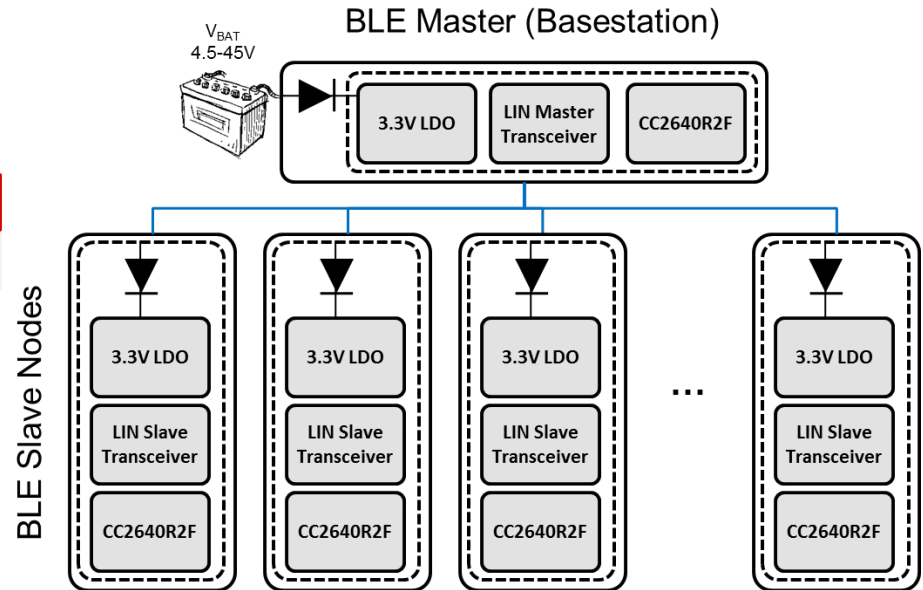 BLE Master (Basestation)
VBAT
4.5-45V
3.3V LDO
LIN Master
Transceiver
CC2640R2F
BLE Slave Nodes
3.3V LDO
LIN Slave
Transceiver
CC2640R2F
3.3V LDO
LIN Slave
Transceiver
CC2640R2F
3.3V LDO
LIN Slave
Transceiver
CC2640R2F
...
3.3V LDO
LIN Slave
Transceiver
CC2640R2F